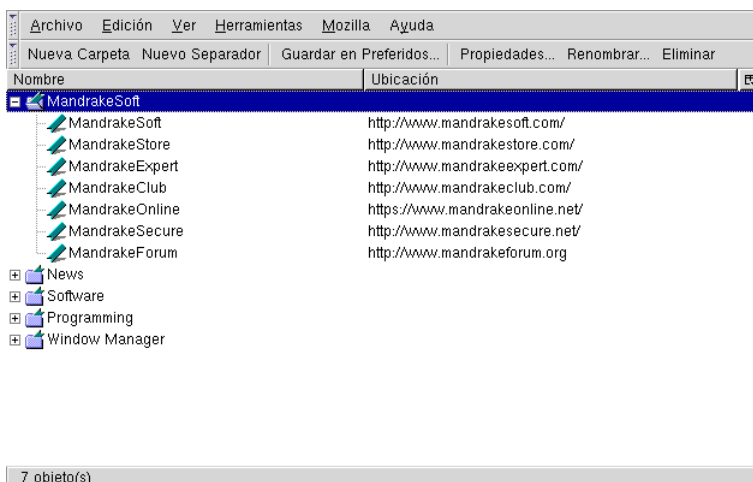 Archivo Edición Ver Herramientas Mozilla Ayuda
Nueva Carpeta Nuevo Separador Guardar en Preferidos... Propiedades... Renombrar... Eliminar
Nombre Ubicación
MandrakeSoft
MandrakeSoft http://www.mandrakesoft.com/
MandrakeStore http://www.mandrakestore.com/
MandrakeExpert http://www.mandrakeexpert.com/
MandrakeClub http://www.mandrakeclub.com/
MandrakeOnline https://www.mandrakeonline.net/
MandrakeSecure http://www.mandrakesecure.net/
MandrakeForum http://www.mandrakeforum.org
News
Software
Programming
Window Manager
7 objeto(s)